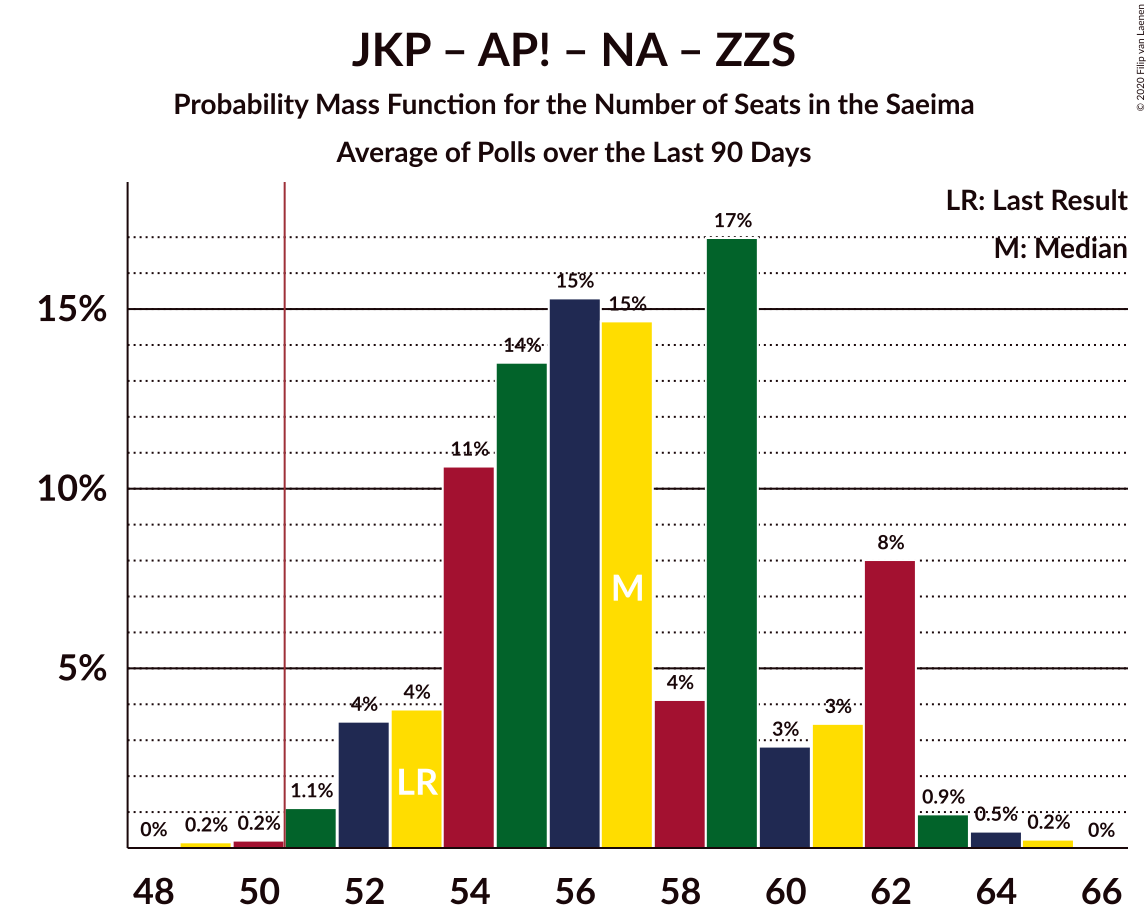 JKP – AP! – NA – ZZS
Probability Mass Function for the Number of Seats in the Saeima
Average of Polls over the Last 90 Days
© 2020 Filip van Laenen
LR: Last Result
M: Median
17%
15%
15%
15%
14%
11%
10%
8%
M
5%
4%
4%
4%
3%
3%
LR
1.1%
0.9%
0.5%
0%
0.2%
0.2%
0.2%
0%
48 50 52 54 56 58 60 62 64 66